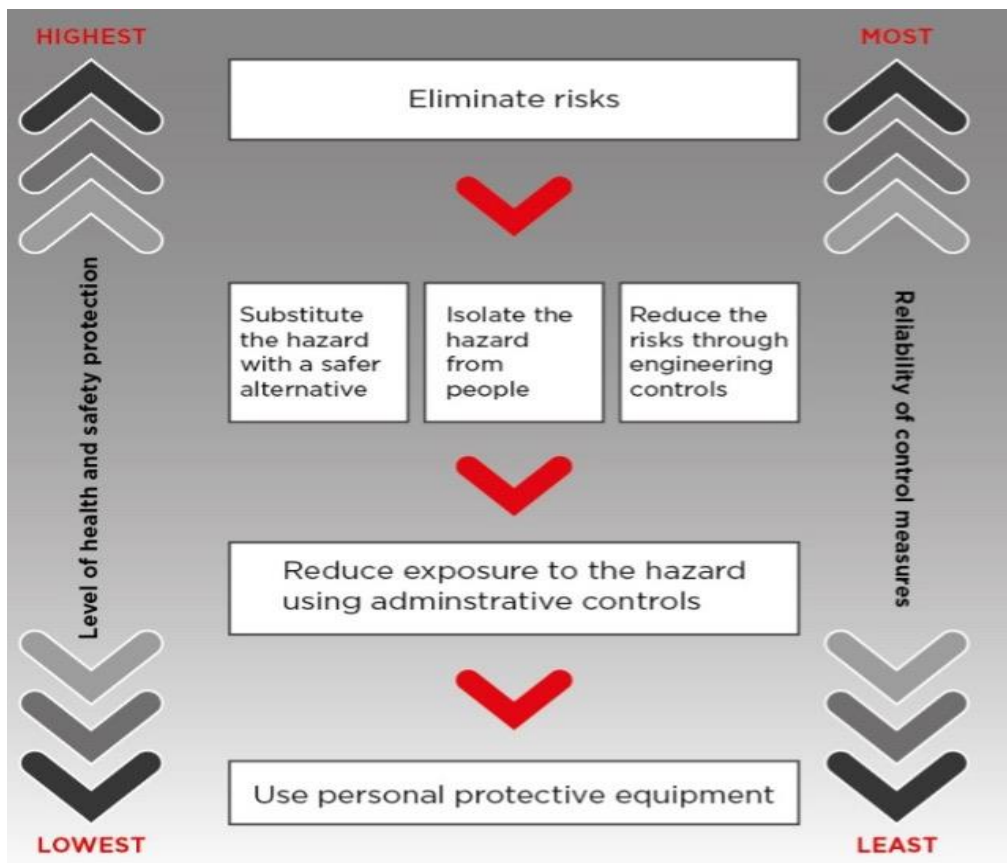 HIGHEST
MOST
Eliminate risks
Substitute
the hazard
with a safer
alternative
Isolate the
hazard
from
people
Reduce the
risks through
engineering
controls
Level of health and safety protection
Reliability of control measures
Reduce exposure to the hazard
using adminstrative controls
Use personal protective equipment
LOWEST
LEAST